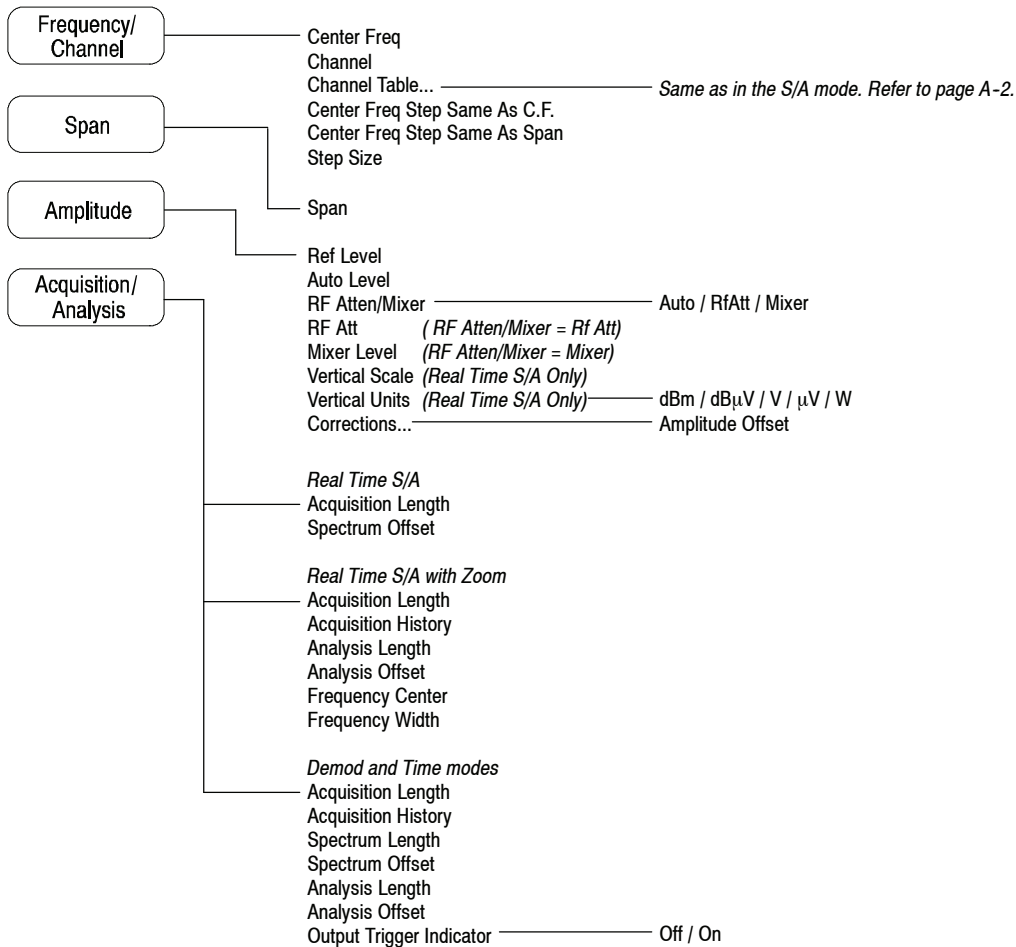 Frequency/
Channel
Center Freq
Channel
Channel Table... Same as in the S/A mode. Refer to page A-2.
Center Freq Step Same As C.F.
Center Freq Step Same As Span
Step Size
Span
Span
Amplitude
Ref Level
Auto Level
RF Atten/Mixer Auto / RfAtt / Mixer
RF Att ( RF Atten/Mixer = Rf Att)
Mixer Level (RF Atten/Mixer = Mixer)
Vertical Scale (Real Time S/A Only)
Vertical Units (Real Time S/A Only) dBm / dBμV / V / μV / W
Corrections... Amplitude Offset
Acquisition/
Analysis
Real Time S/A
Acquisition Length
Spectrum Offset
Real Time S/A with Zoom
Acquisition Length
Acquisition History
Analysis Length
Analysis Offset
Frequency Center
Frequency Width
Demod and Time modes
Acquisition Length
Acquisition History
Spectrum Length
Spectrum Offset
Analysis Length
Analysis Offset
Output Trigger Indicator Off / On